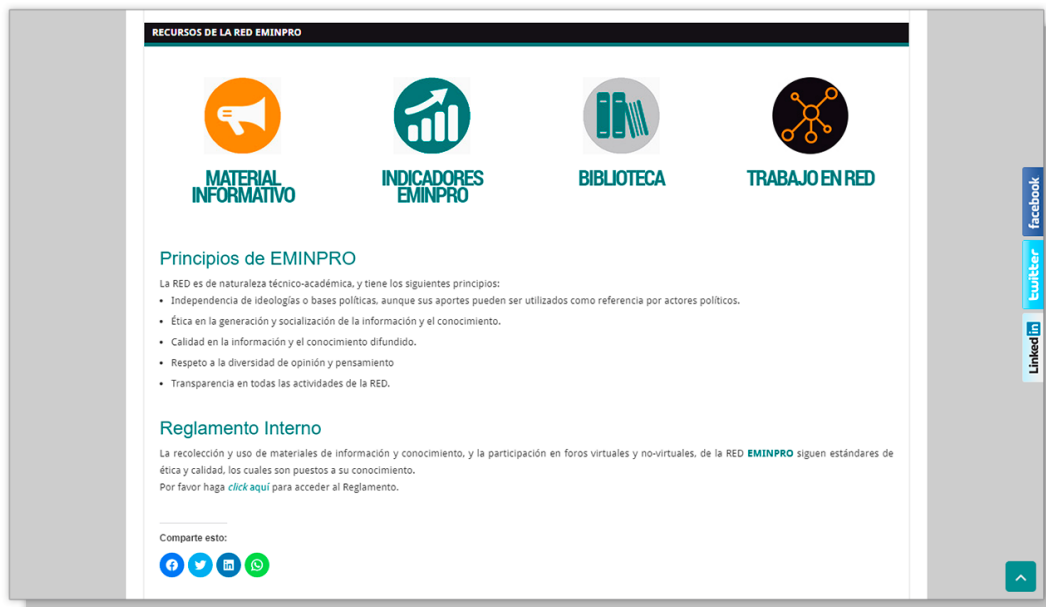 RECURSOS DE LA RED EMINPRO
MATERIAL
INFORMATIVO
INDICADORES
EMINPRO
BIBLIOTECA
TRABAJO EN RED
Principios de EMINPRO
La RED es de naturaleza técnico-académica, y tiene los siguientes principios:
• Independencia de ideologías o bases políticas, aunque sus aportes pueden ser utilizados como referencia por actores políticos.
• Ética en la generación y socialización de la información y el conocimiento.
• Calidad en la información y el conocimiento difundido.
• Respeto a la diversidad de opinión y pensamiento
• Transparencia en todas las actividades de la RED.
Reglamento Interno
La recolección y uso de materiales de información y conocimiento, y la participación en foros virtuales y no-virtuales, de la RED EMINPRO siguen estándares de
ética y calidad, los cuales son puestos a su conocimiento.
Por favor haga click aquí para acceder al Reglamento.
Comparte esto:
facebook
twitter
Linked in